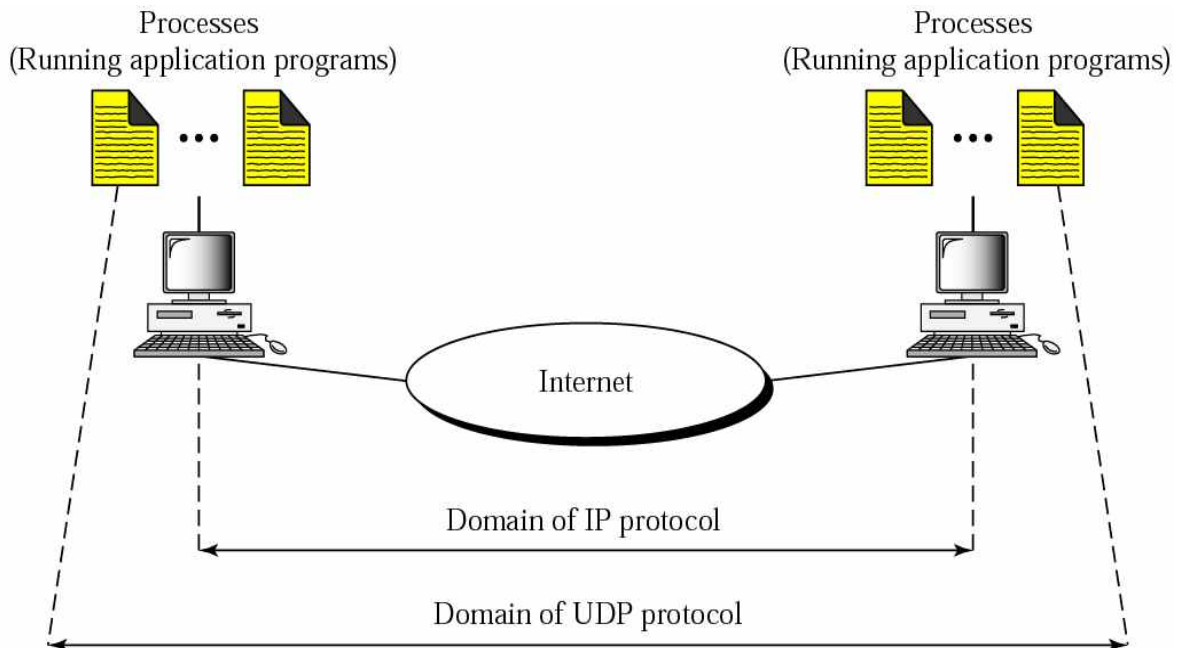 Processes
(Running application programs)
Processes
(Running application programs)
Internet
Domain of IP protocol
Domain of UDP protocol